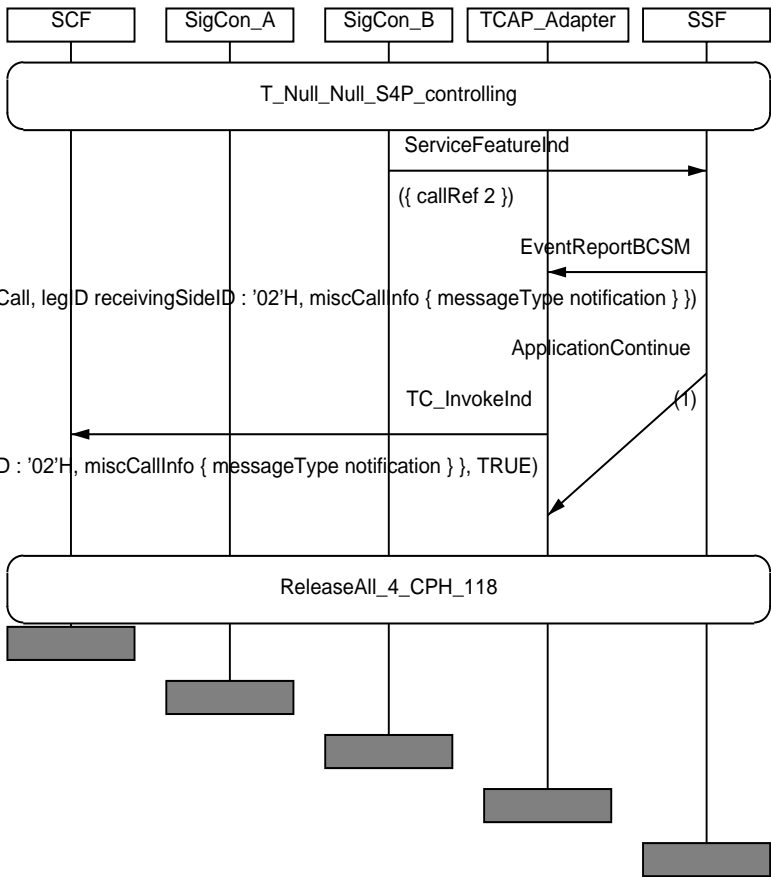 SCF SigCon_A SigCon_B TCAP_Adapter SSF
T_Null_Null_S4P_controlling
ServiceFeatureInd
({ callRef 2 })
EventReportBCSM
Call, legID receivingSideID : '02'H, miscCallInfo { messageType notification } })
ApplicationContinue
TC_InvokeInd
(1)
D : '02'H, miscCallInfo { messageType notification } }, TRUE)
ReleaseAll_4_CPH_118